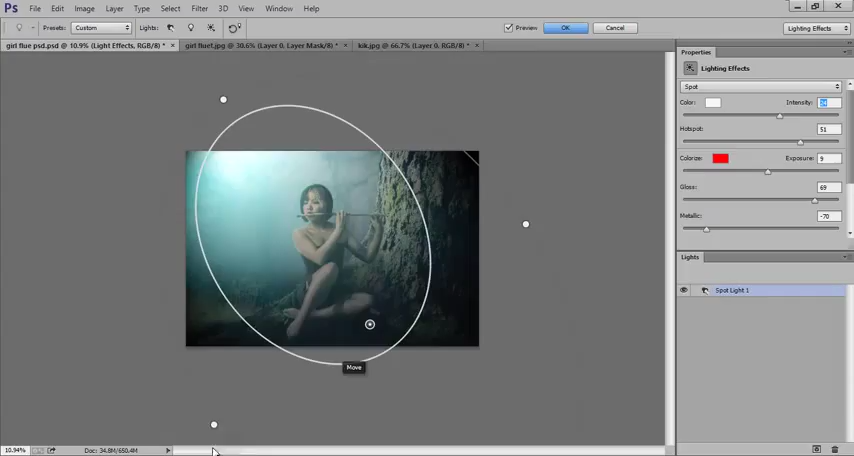 Ps File Edit Image Layer Type Select Filter 3D View Window Help
Presets: Custom Lights: Preview OK Cancel Lighting Effects
girl flue psd.psd @ 10.9% (Light Effects, RGB/8) * × girl fluet.jpg @ 30.6% (Layer 0, Layer Mask/8) * × kik.jpg @ 66.7% (Layer 0, RGB/8) * ×
Properties
Lighting Effects
Spot
Color: Intensity: 24
Hotspot: 51
Colorize: Exposure: 9
Gloss: 69
Metallic: -70
Lights
Spot Light 1
Move
10.94% Doc: 34.8M/650.4M